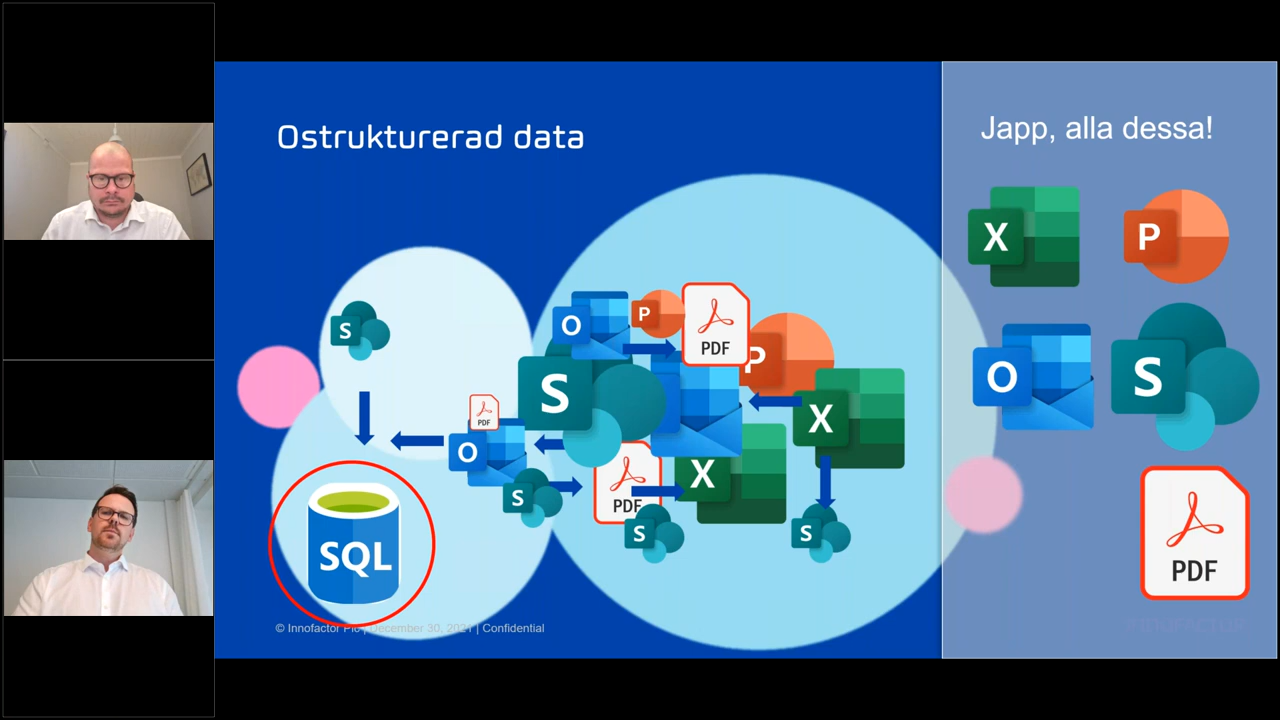 Ostrukturerad data
Japp, alla dessa!
X
P
O
S
PDF
S
O
P
PDF
P
S
X
PDF
O
S
X
PDF
S
S
SQL
© Innofactor Plc | December 30, 2021 | Confidential